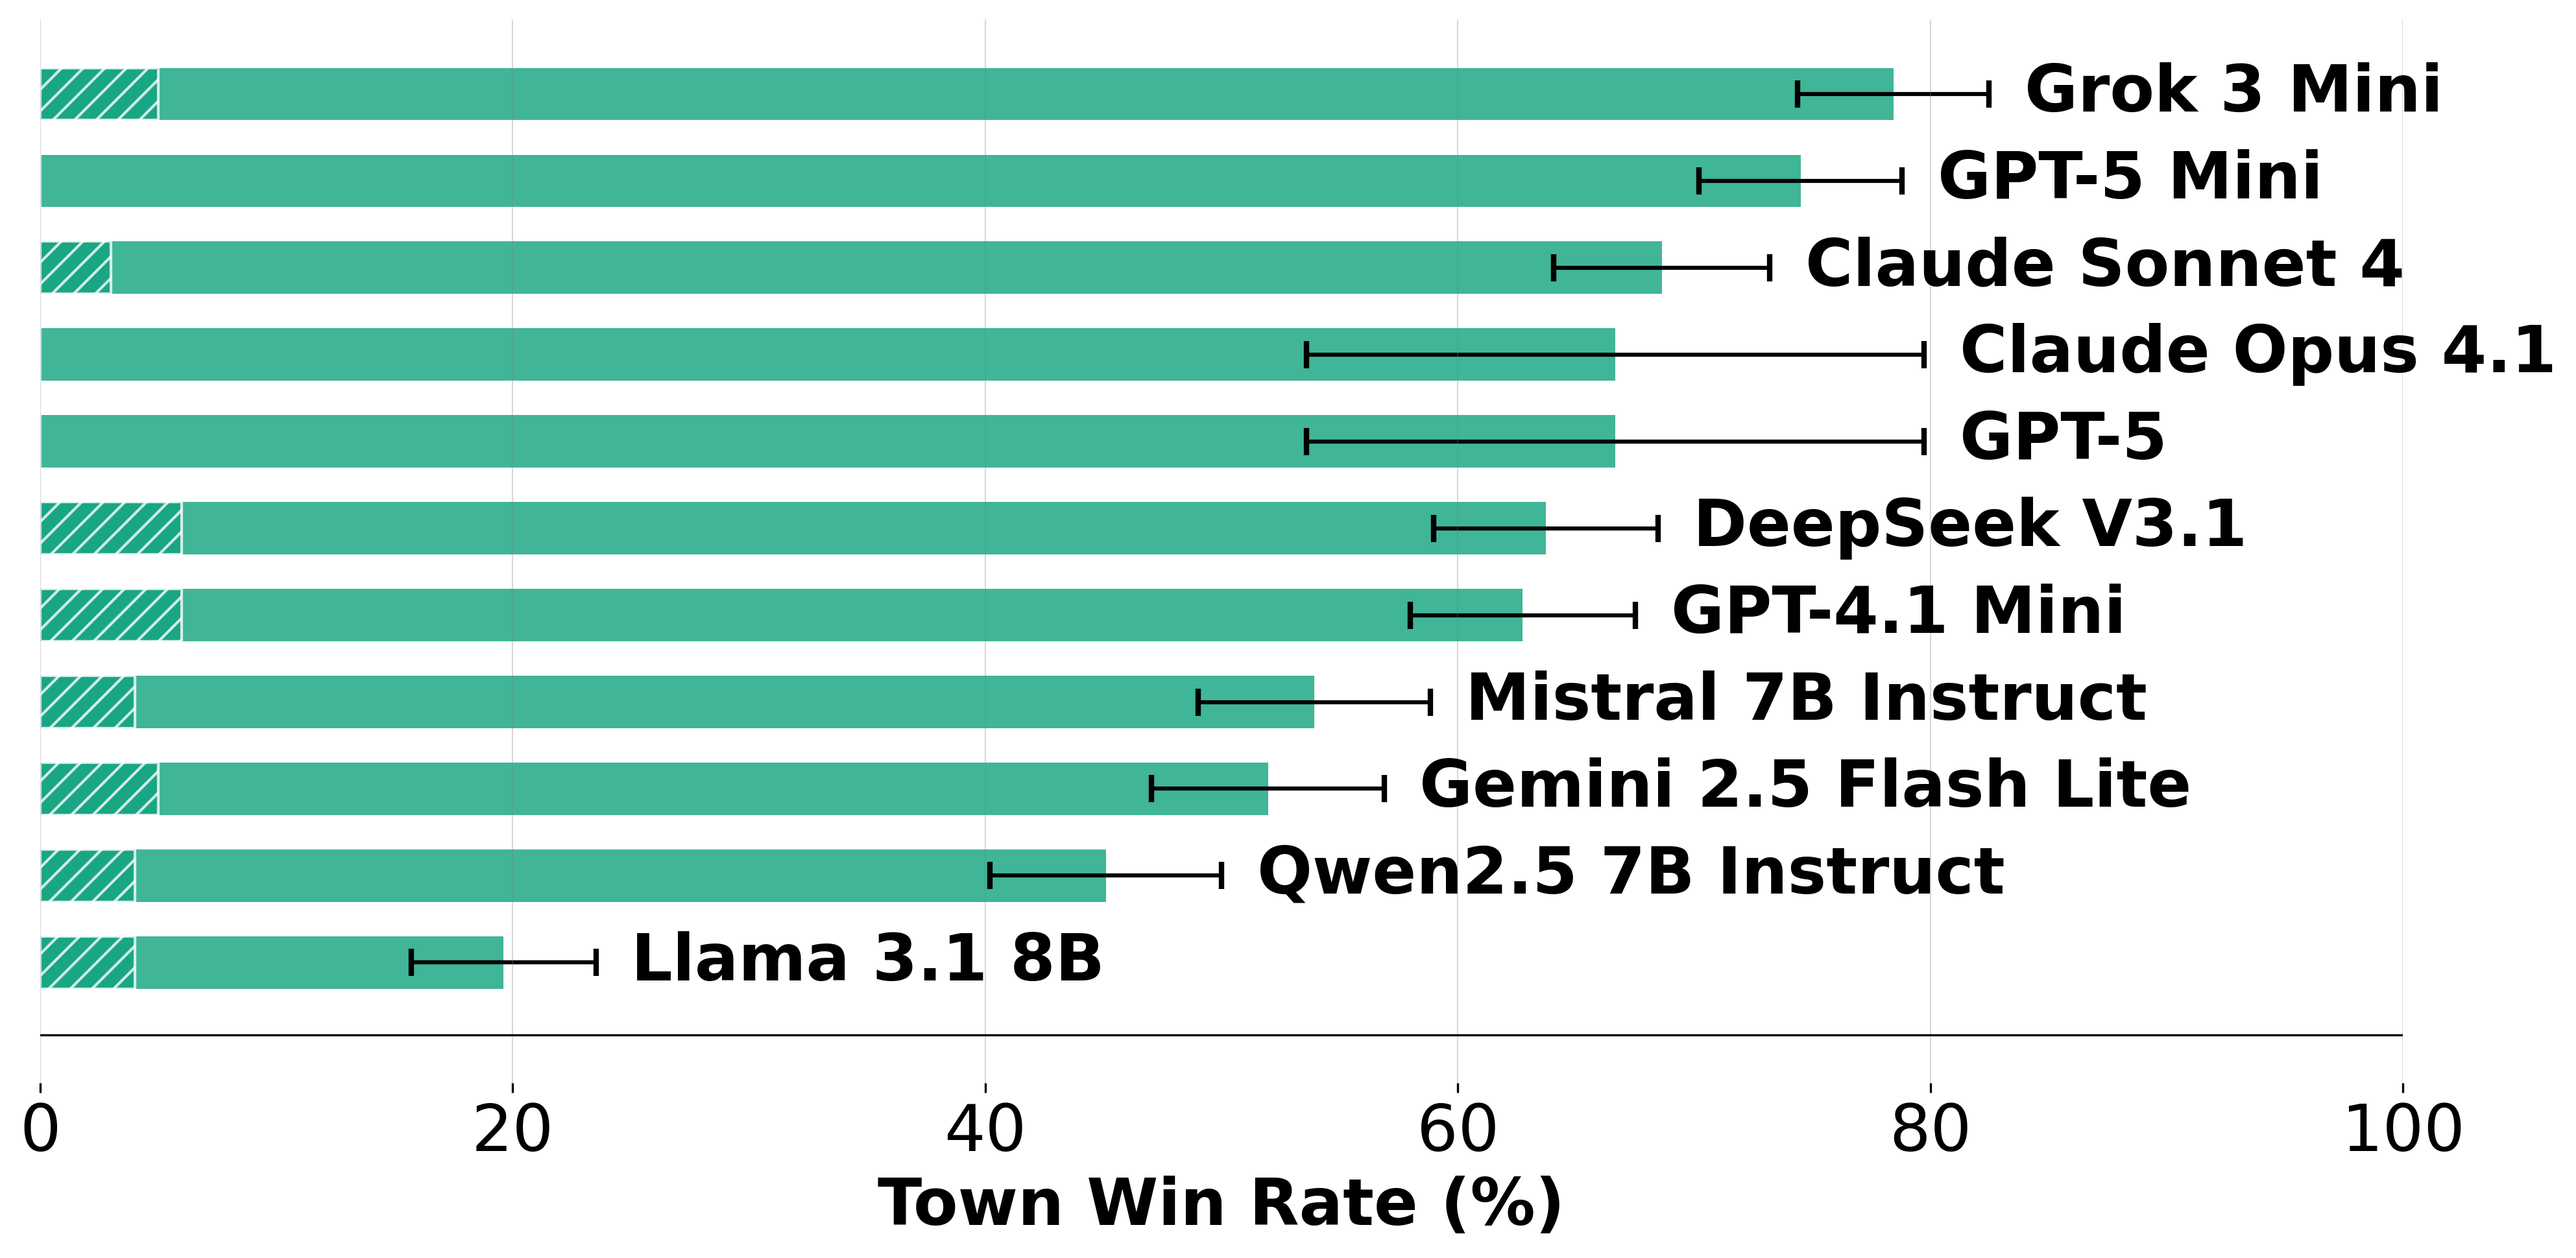 Grok 3 Mini
GPT-5 Mini
Claude Sonnet 4
Claude Opus 4.1
GPT-5
DeepSeek V3.1
GPT-4.1 Mini
Mistral 7B Instruct
Gemini 2.5 Flash Lite
Qwen2.5 7B Instruct
Llama 3.1 8B
0 20 40 60 80 100
Town Win Rate (%)